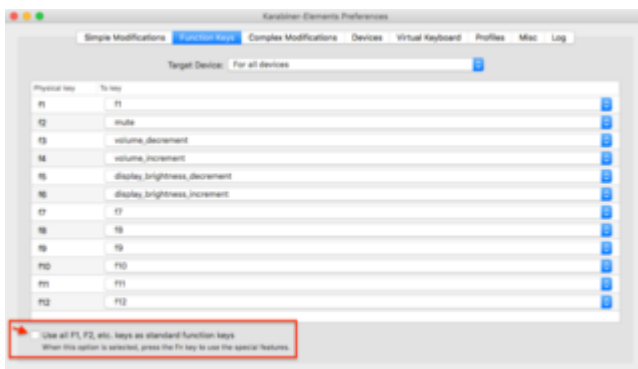 Karabiner-Elements Preferences
Simple Modifications Function Keys Complex Modifications Devices Virtual Keyboard Profiles Misc Log
Target Device: For all devices
Physical key To key
f1 f1
f2 mute
f3 volume_decrement
f4 volume_increment
f5 display_brightness_decrement
f6 display_brightness_increment
f7 f7
f8 f8
f9 f9
f10 f10
f11 f11
f12 f12
Use all F1, F2, etc. keys as standard function keys
When this option is selected, press the Fn key to use the special features.